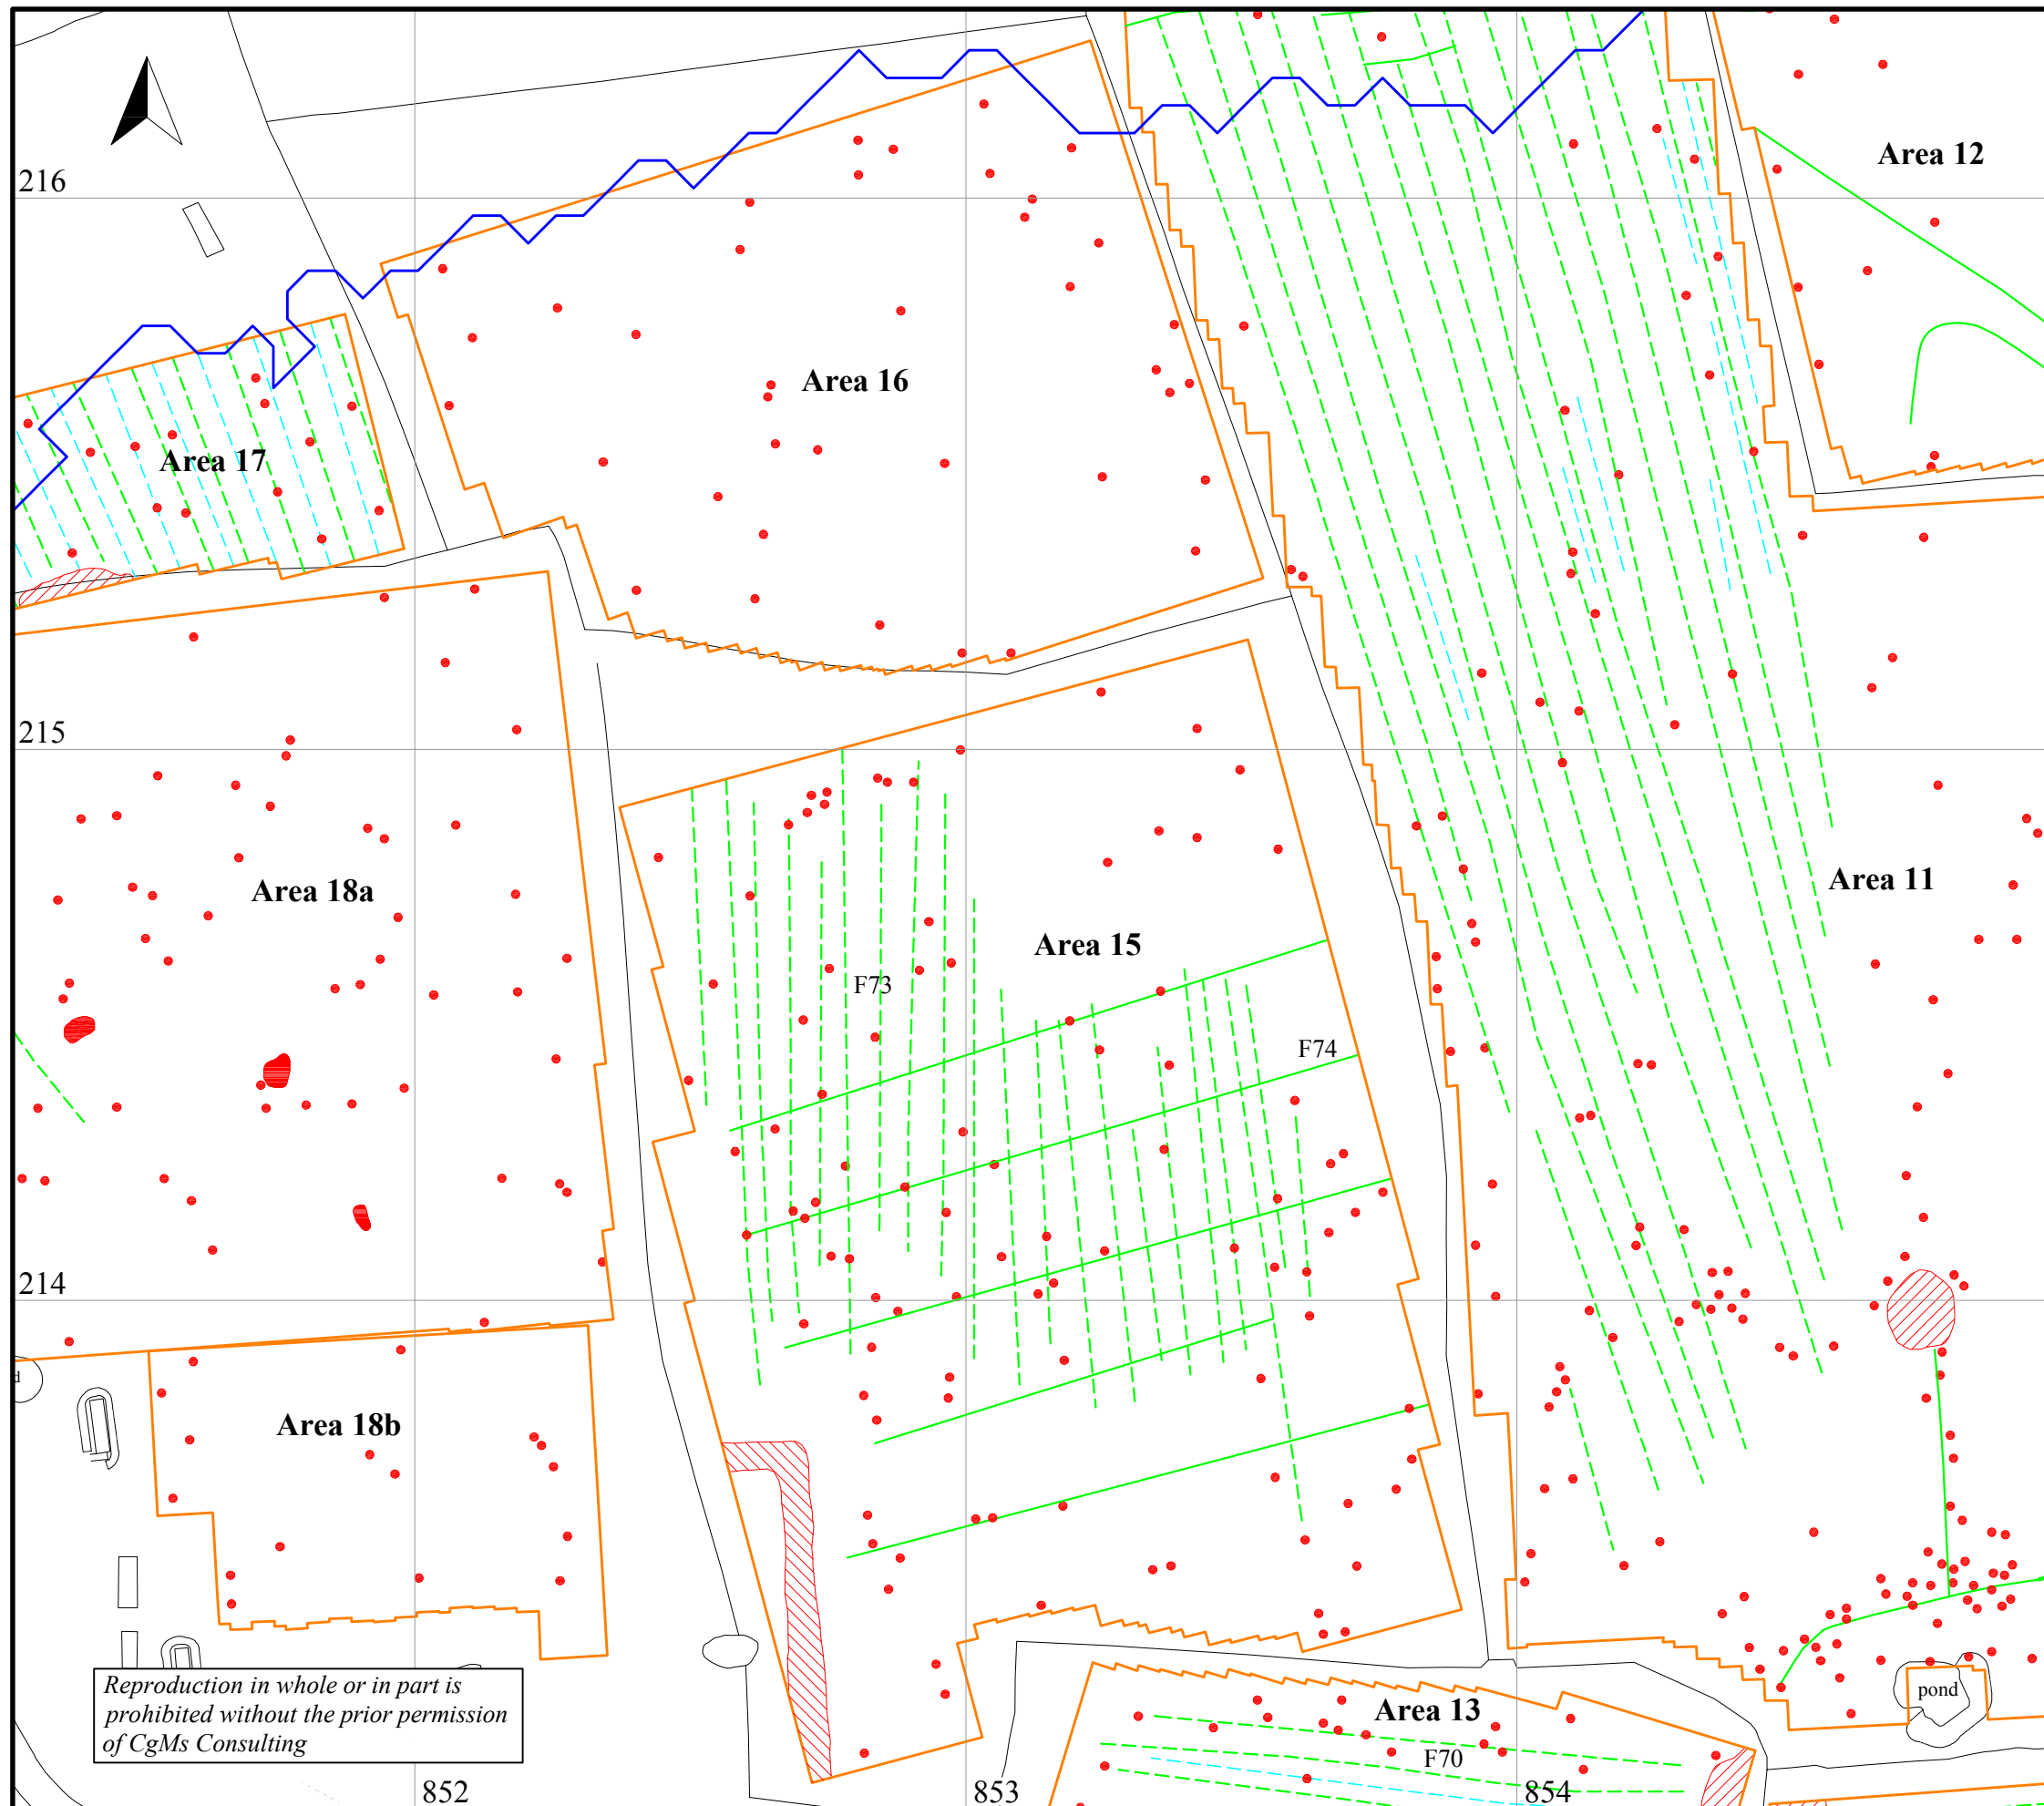 Area 12
216
Area 16
Area 17
215
Area 18a
Area 11
Area 15
F73
F74
214
d
Area 18b
Reproduction in whole or in part is
prohibited without the prior permission
of CgMs Consulting
pond
Area 13
F70
852
853
854